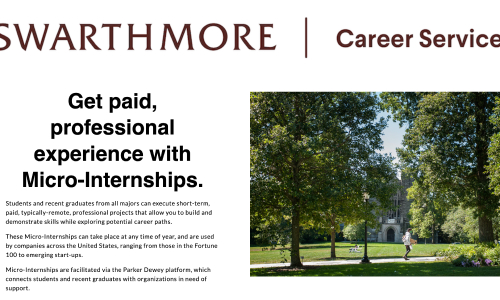 SWARTHMORE | Career Service
Get paid,
professional
experience with
Micro-Internships.
Students and recent graduates from all majors can execute short-term,
paid, typically-remote, professional projects that allow you to build and
demonstrate skills while exploring potential career paths.
These Micro-Internships can take place at any time of year, and are used
by companies across the United States, ranging from those in the Fortune
100 to emerging start-ups.
Micro-Internships are facilitated via the Parker Dewey platform, which
connects students and recent graduates with organizations in need of
support.